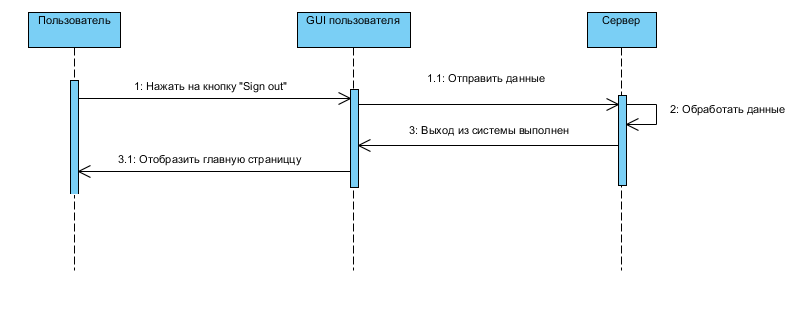 Пользователь
GUI пользователя
Сервер
1: Нажать на кнопку "Sign out"
1.1: Отправить данные
2: Обработать данные
3: Выход из системы выполнен
3.1: Отобразить главную страниццу